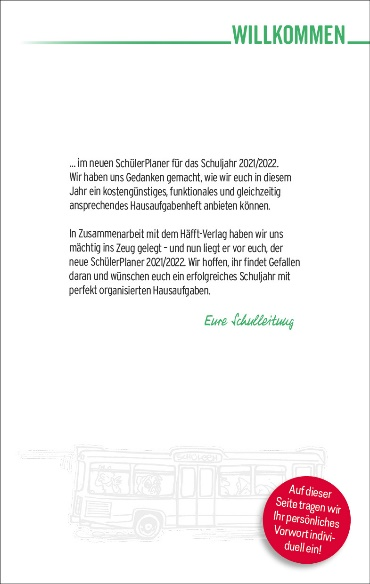 WILLKOMMEN
... im neuen SchülerPlaner für das Schuljahr 2021/2022.
Wir haben uns Gedanken gemacht, wie wir euch in diesem
Jahr ein kostengünstiges, funktionales und gleichzeitig
ansprechendes Hausaufgabenheft anbieten können.
In Zusammenarbeit mit dem Häfft-Verlag haben wir uns
mächtig ins Zeug gelegt – und nun liegt er vor euch, der
neue SchülerPlaner 2021/2022. Wir hoffen, ihr findet Gefallen
daran und wünschen euch ein erfolgreiches Schuljahr mit
perfekt organisierten Hausaufgaben.
Eure Schulleitung
Auf dieser
Seite tragen wir
Ihr persönliches
Vorwort indivi-
duell ein!